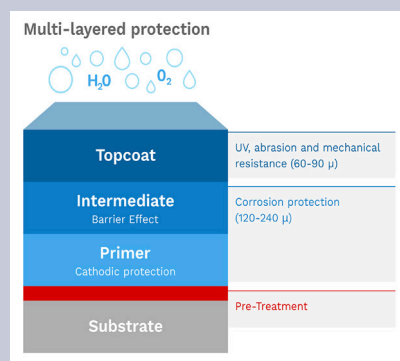 Multi-layered protection
H₂O
O₂
Topcoat
UV, abrasion and mechanical
resistance (60-90 µ)
Intermediate
Barrier Effect
Corrosion protection
(120-240 µ)
Primer
Cathodic protection
Pre-Treatment
Substrate